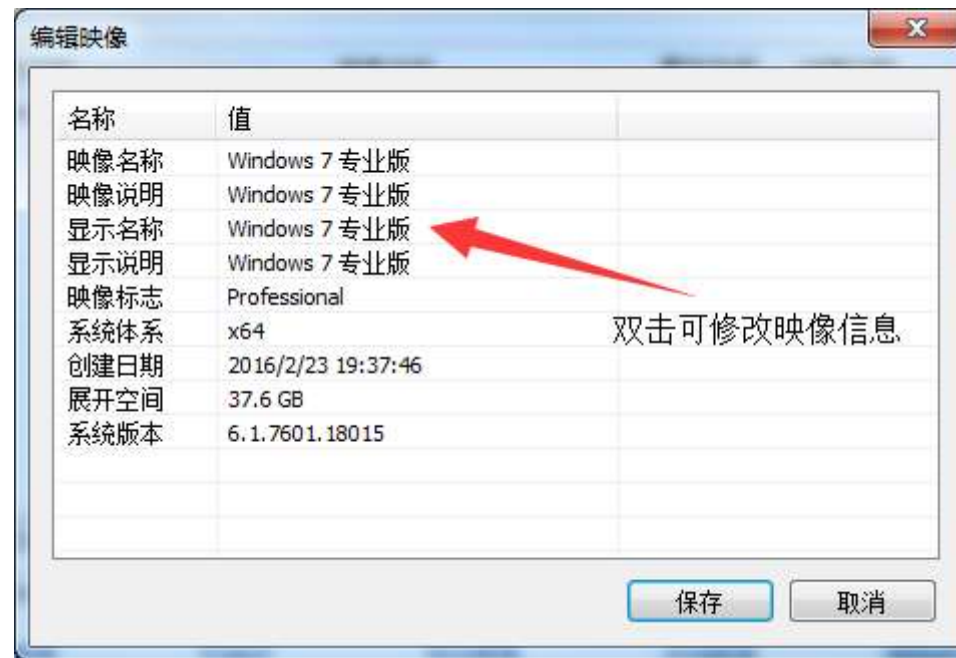 编辑映像
名称 值
映像名称 Windows 7 专业版
映像说明 Windows 7 专业版
显示名称 Windows 7 专业版
显示说明 Windows 7 专业版
映像标志 Professional
系统体系 x64
双击可修改映像信息
创建日期 2016/2/23 19:37:46
展开空间 37.6 GB
系统版本 6.1.7601.18015
保存 取消